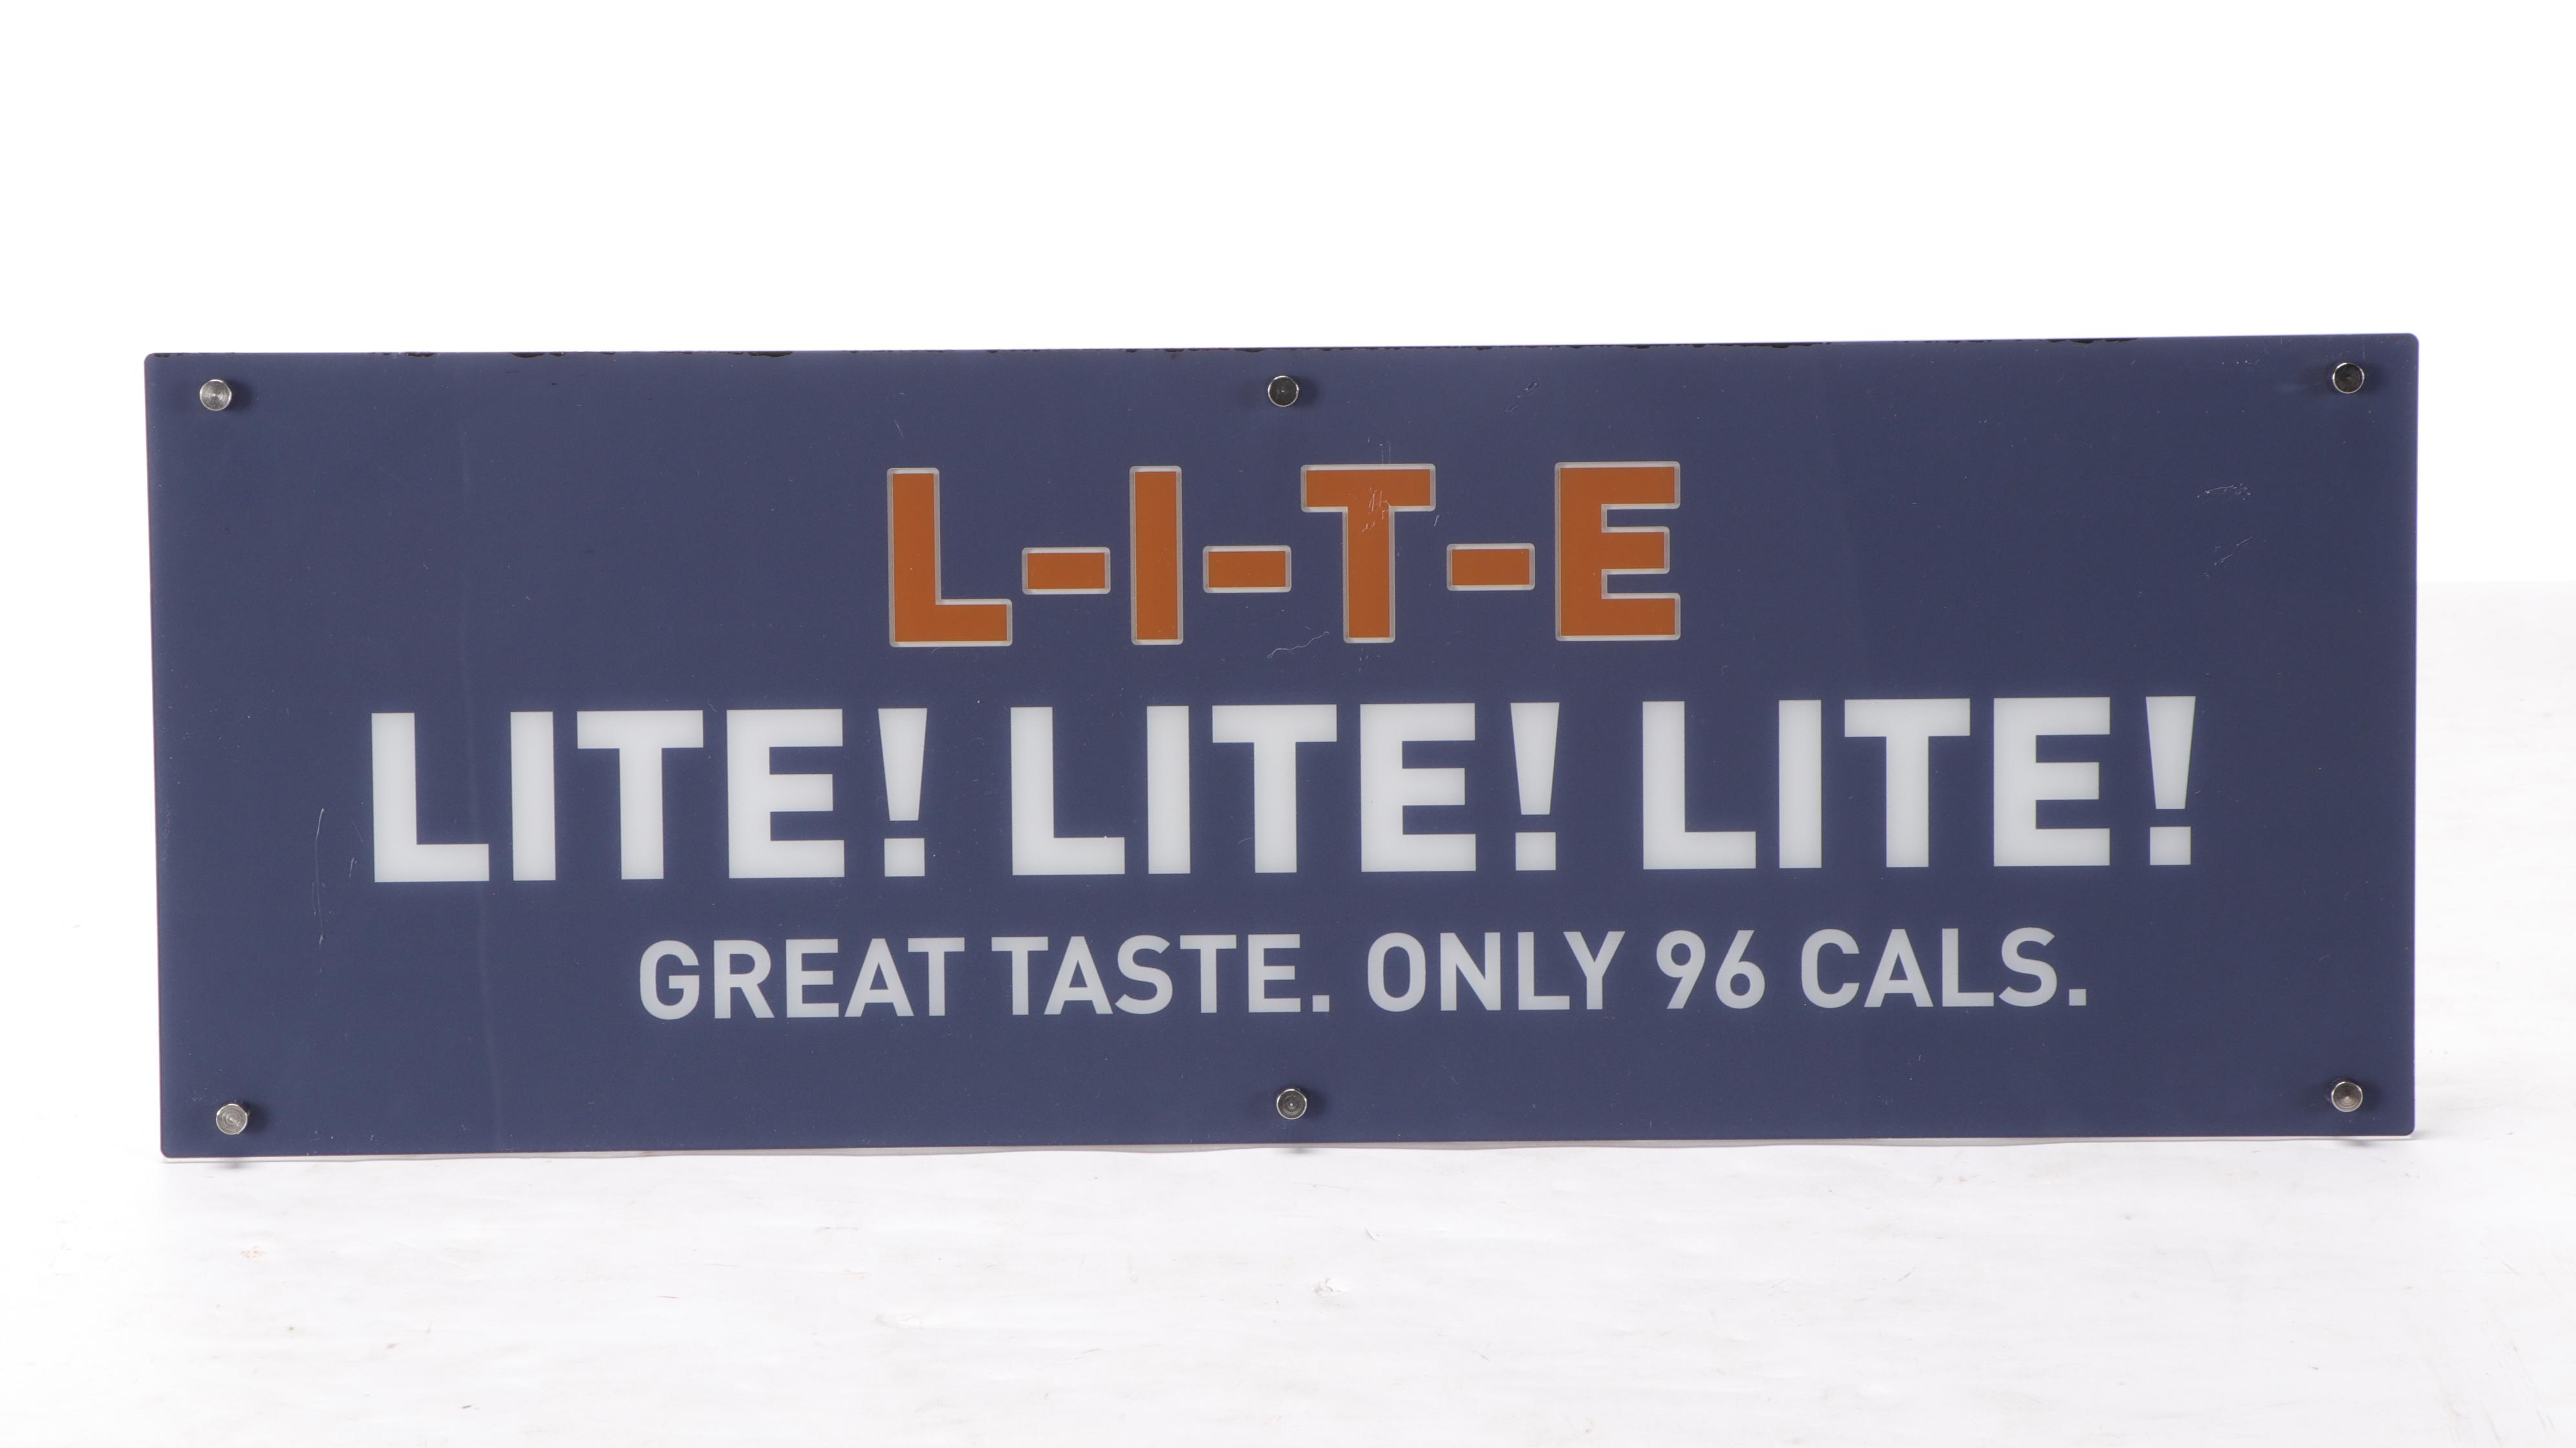 L-I-T-E
LITE! LITE! LITE!
GREAT TASTE. ONLY 96 CALS.